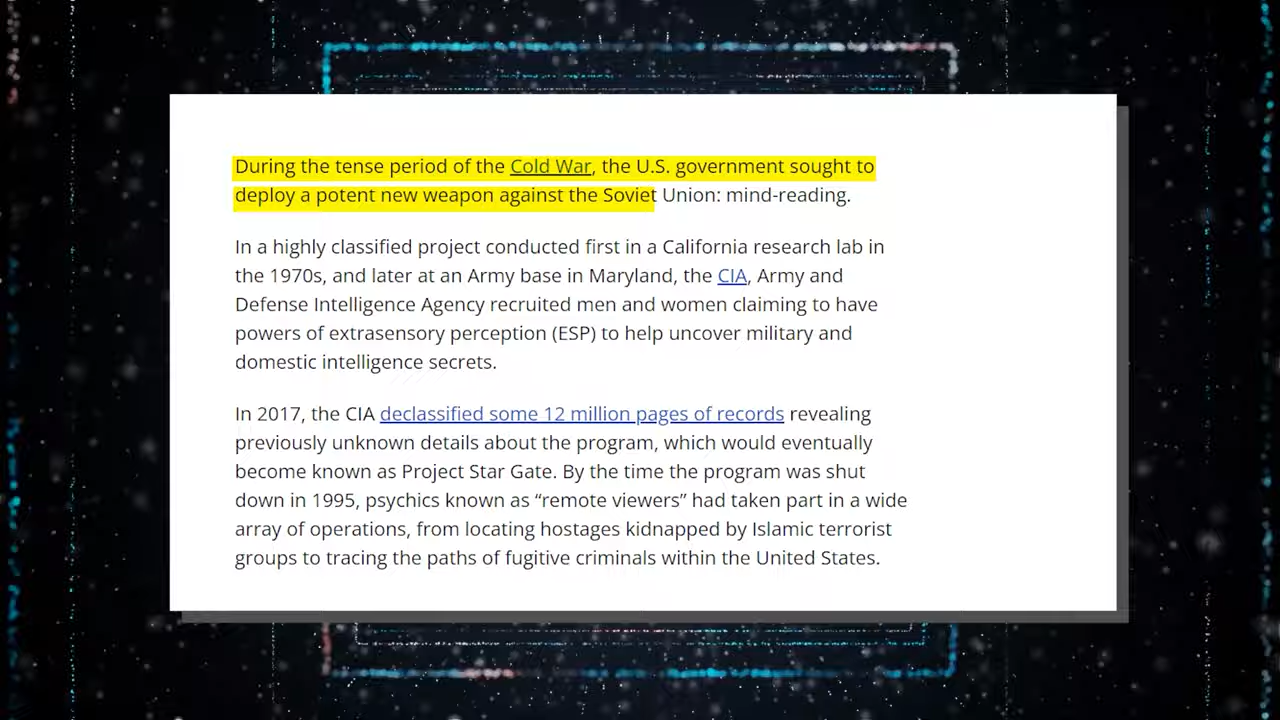 During the tense period of the Cold War, the U.S. government sought to
deploy a potent new weapon against the Soviet Union: mind-reading.
In a highly classified project conducted first in a California research lab in
the 1970s, and later at an Army base in Maryland, the CIA, Army and
Defense Intelligence Agency recruited men and women claiming to have
powers of extrasensory perception (ESP) to help uncover military and
domestic intelligence secrets.
In 2017, the CIA declassified some 12 million pages of records revealing
previously unknown details about the program, which would eventually
become known as Project Star Gate. By the time the program was shut
down in 1995, psychics known as “remote viewers” had taken part in a wide
array of operations, from locating hostages kidnapped by Islamic terrorist
groups to tracing the paths of fugitive criminals within the United States.